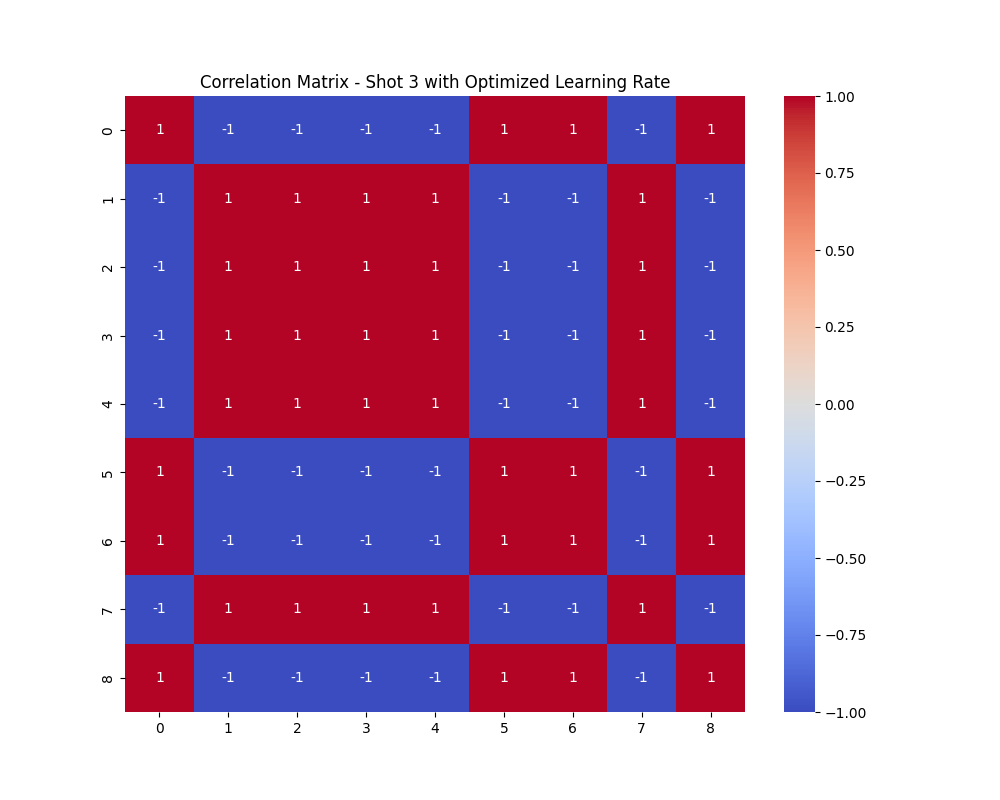 Correlation Matrix - Shot 3 with Optimized Learning Rate
0 1 -1 -1 -1 -1 1 1 -1 1
1 -1 1 1 1 1 -1 -1 1 -1
2 -1 1 1 1 1 -1 -1 1 -1
3 -1 1 1 1 1 -1 -1 1 -1
4 -1 1 1 1 1 -1 -1 1 -1
5 1 -1 -1 -1 -1 1 1 -1 1
6 1 -1 -1 -1 -1 1 1 -1 1
7 -1 1 1 1 1 -1 -1 1 -1
8 1 -1 -1 -1 -1 1 1 -1 1
0 1 2 3 4 5 6 7 8
1.00
0.75
0.50
0.25
0.00
−0.25
−0.50
−0.75
−1.00